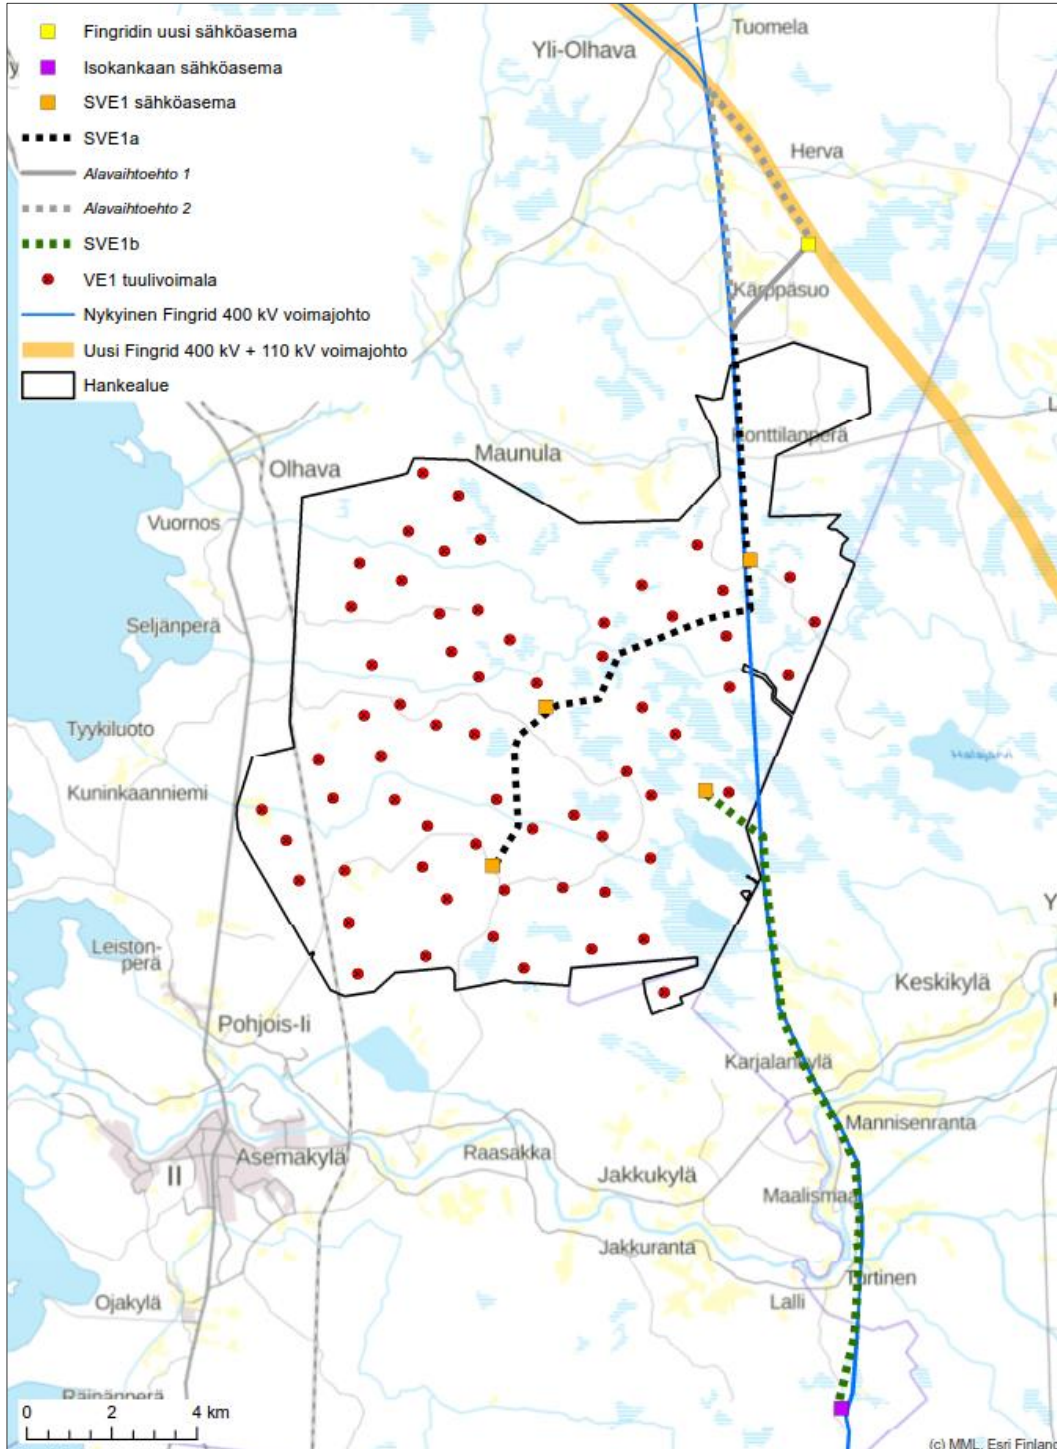 Fingridin uusi sähköasema
Isokankaan sähköasema
SVE1 sähköasema
SVE1a
Alavaihtoehto 1
Alavaihtoehto 2
SVE1b
VE1 tuulivoimala
Nykyinen Fingrid 400 kV voimajohto
Uusi Fingrid 400 kV + 110 kV voimajohto
Hankealue
Tuomela
Yli-Olhava
Herva
Kärppäsuo
Konttilanperä
Maunula
Olhava
Vuornos
Seljänperä
Tyykiluoto
Kuninkaanniemi
Leiston-
perä
Keskikylä
Pohjois-Ii
Karjalankylä
Mannisenranta
Raasakka
Asemakylä
II
Jakkukylä
Maalismaa
Jakkuranta
Turtinen
Lalli
Ojakylä
Räinänperä
0 2 4 km
(c) MML, Esri Finland